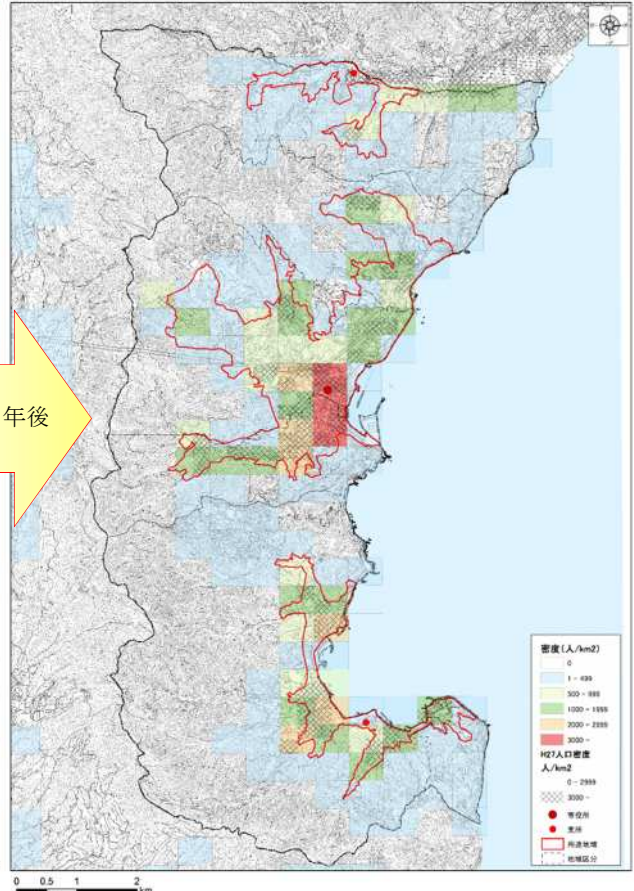 年後
密度(人/km2)
0
1 - 499
500 - 999
1000 - 1999
2000 - 2999
3000 -
H27人口密度
人/km2
0 - 2999
3000 -
市役所
支所
用途地域
地域区分
0 0.5 1 2
km